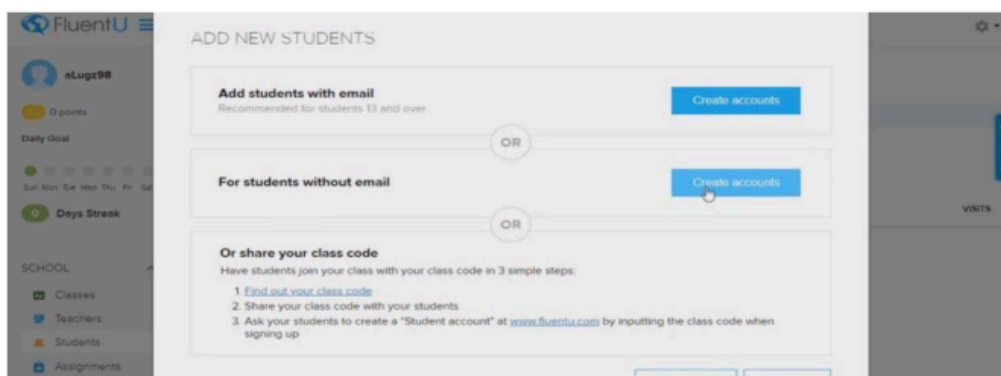 FluentU
aLugz98
0 points
Daily Goal
Sun Mon Tue Wed Thu Fri Sat
0 Days Streak
SCHOOL
Classes
Teachers
Students
Assignments
ADD NEW STUDENTS
Add students with email
Recommended for students 13 and over
Create accounts
OR
For students without email
Create accounts
OR
Or share your class code
Have students join your class with your class code in 3 simple steps:
1. Find out your class code
2. Share your class code with your students
3. Ask your students to create a "Student account" at www.fluentu.com by inputting the class code when
signing up
VISITS